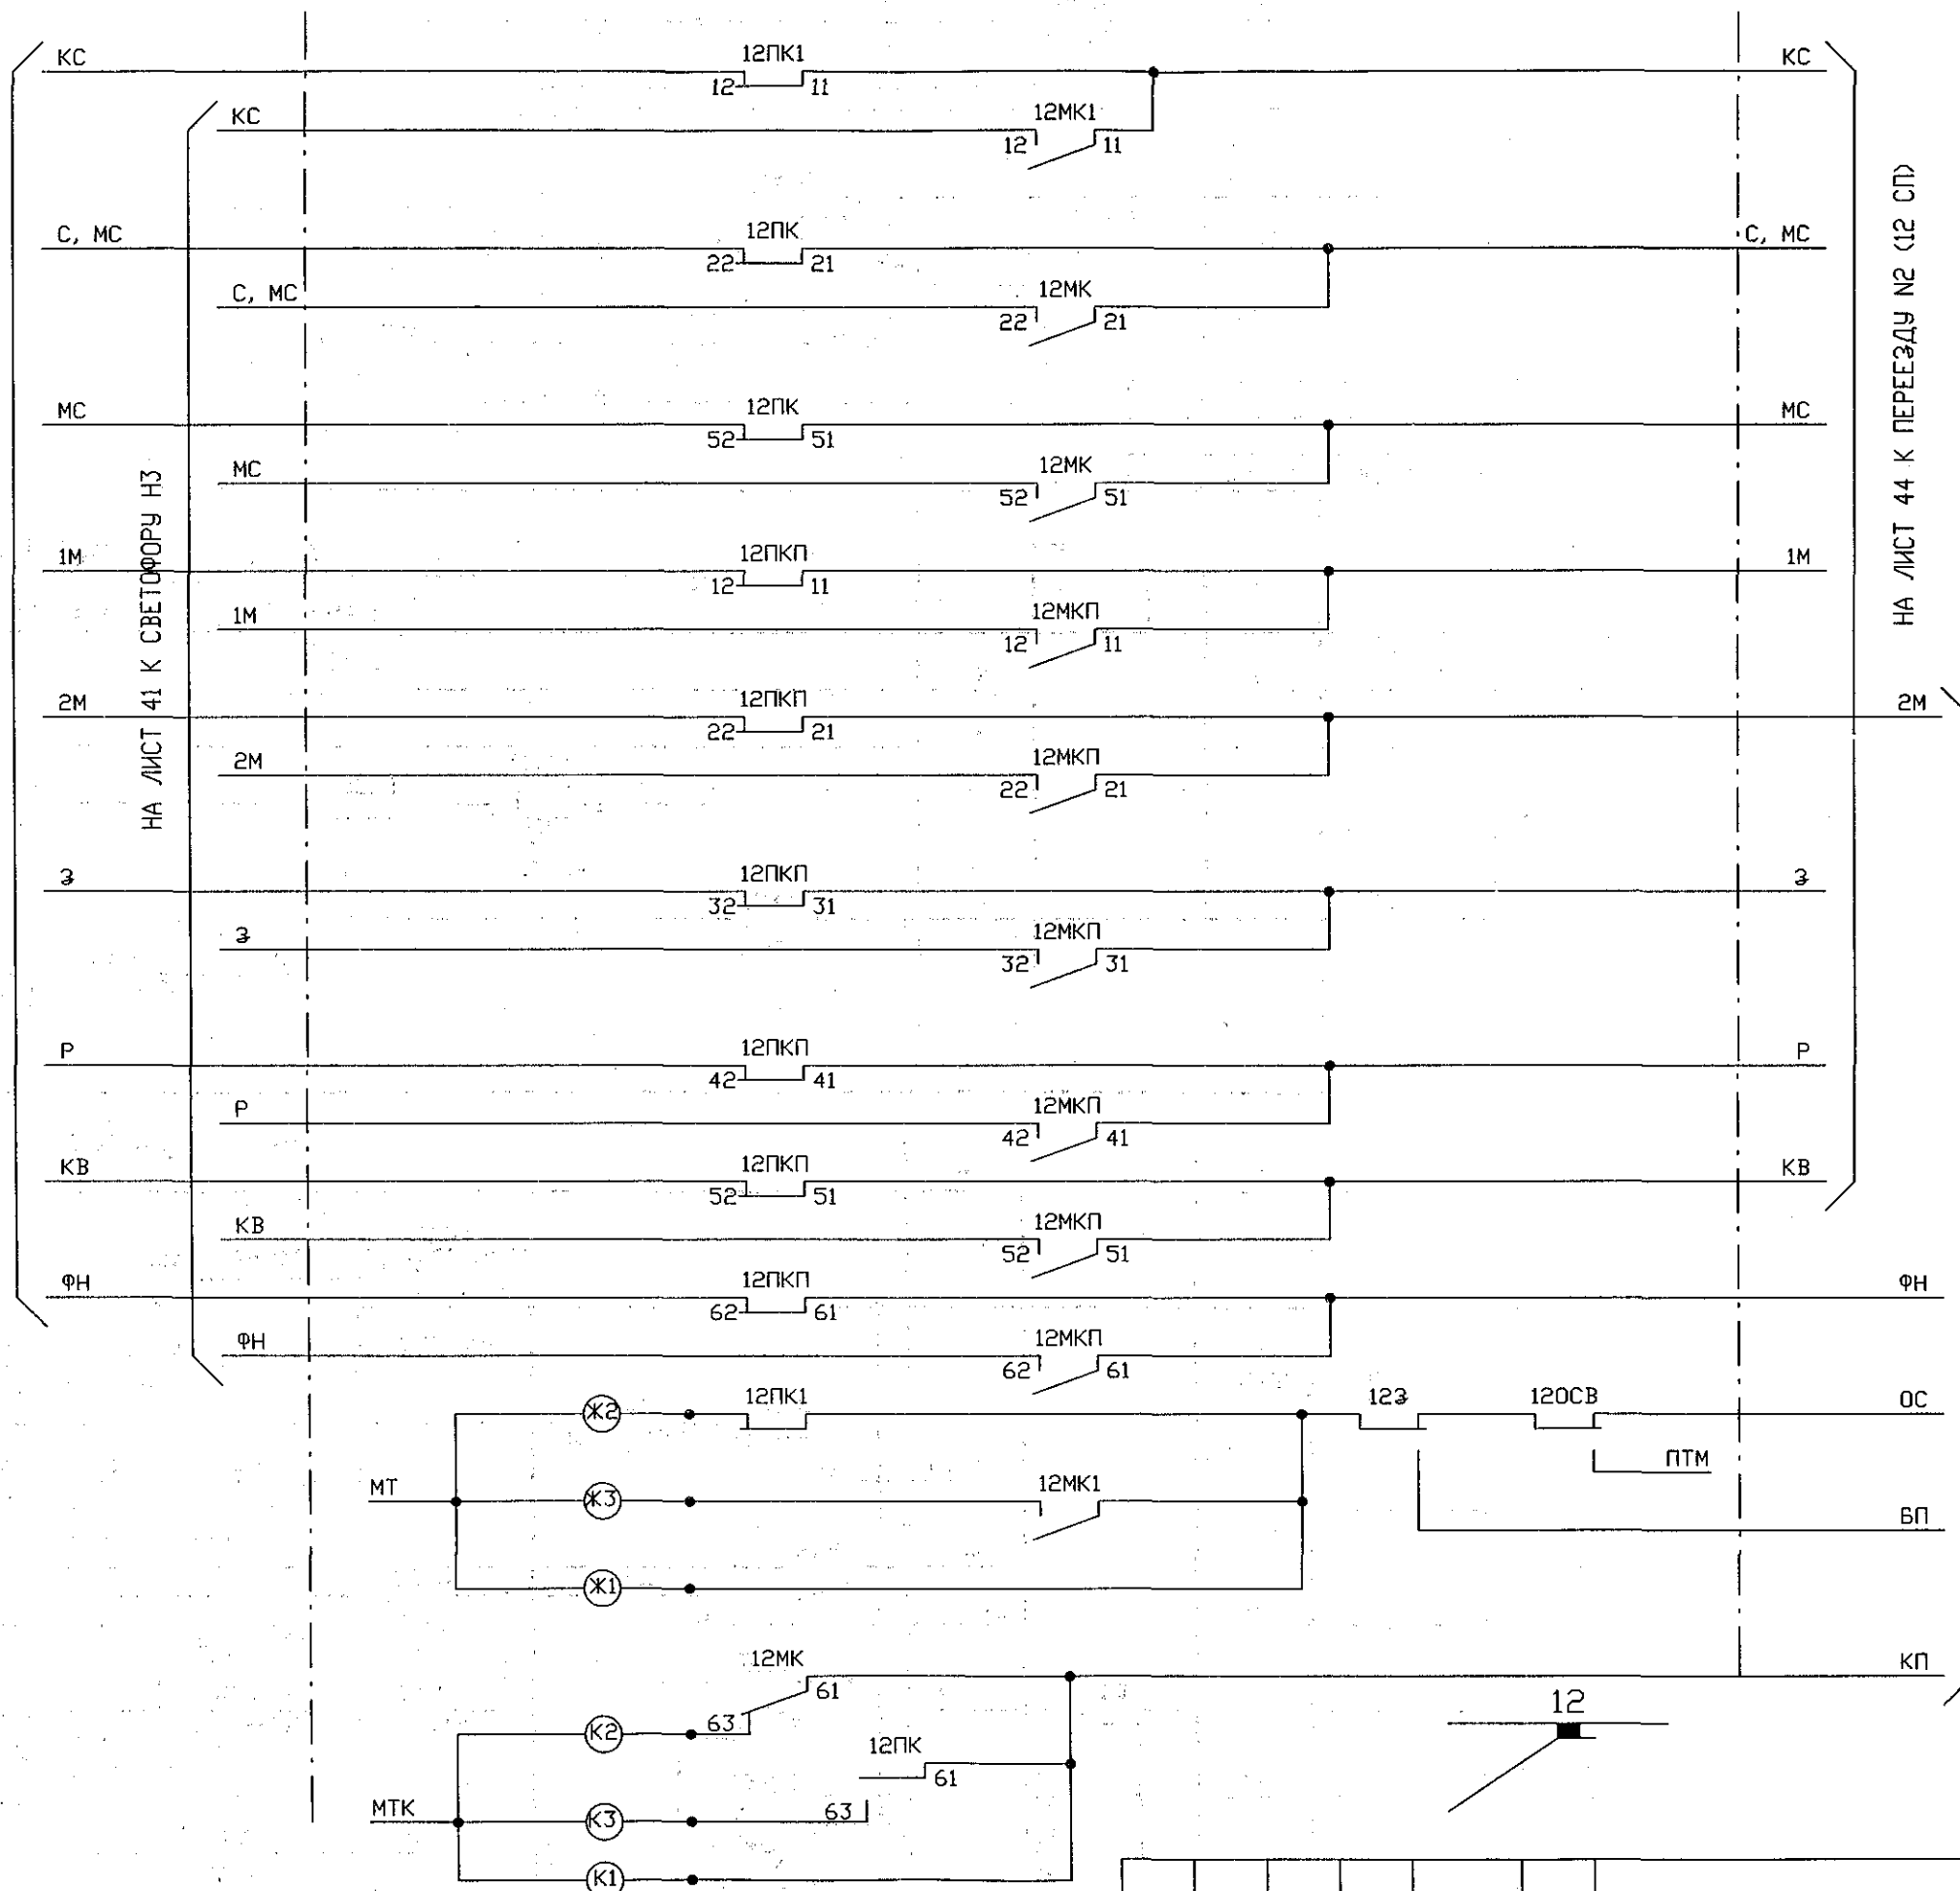 КС 12ПК1 КС
12 11
КС 12МК1
12 11
С, МС 12ПК С, МС
22 21
С, МС 12МК
22 21
МС 12ПК МС
52 51
МС 12МК
52 51
1М 12ПКП 1М
12 11
1М 12МКП
12 11
2М 12ПКП 2М
22 21
2М 12МКП
22 21
З 12ПКП З
32 31
З 12МКП
32 31
Р 12ПКП Р
42 41
Р 12МКП
42 41
КВ 12ПКП КВ
52 51
КВ 12МКП
52 51
ФН 12ПКП ФН
62 61
ФН 12МКП
62 61
НА ЛИСТ 41 К СВЕТОФОРУ Н3
НА ЛИСТ 44 К ПЕРЕЕЗДУ N2 (12 СП)
Ж2 12ПК1 12З 12ОСВ ОС
ПТМ
МТ Ж3 12МК1
ВП
Ж1
12МК КП
61
63
К2
12ПК
61
12
МТК К3 63
К1